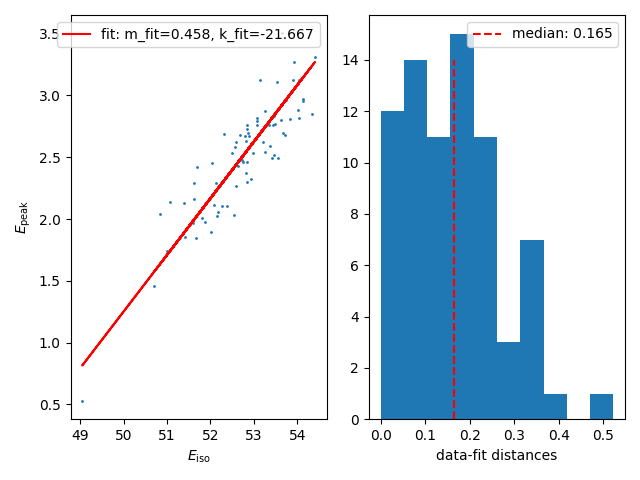 fit: m_fit=0.458, k_fit=-21.667
3.5
3.0
2.5
2.0
1.5
1.0
0.5
E_peak
49 50 51 52 53 54
E_iso
median: 0.165
14
12
10
8
6
4
2
0
0.0 0.1 0.2 0.3 0.4 0.5
data-fit distances